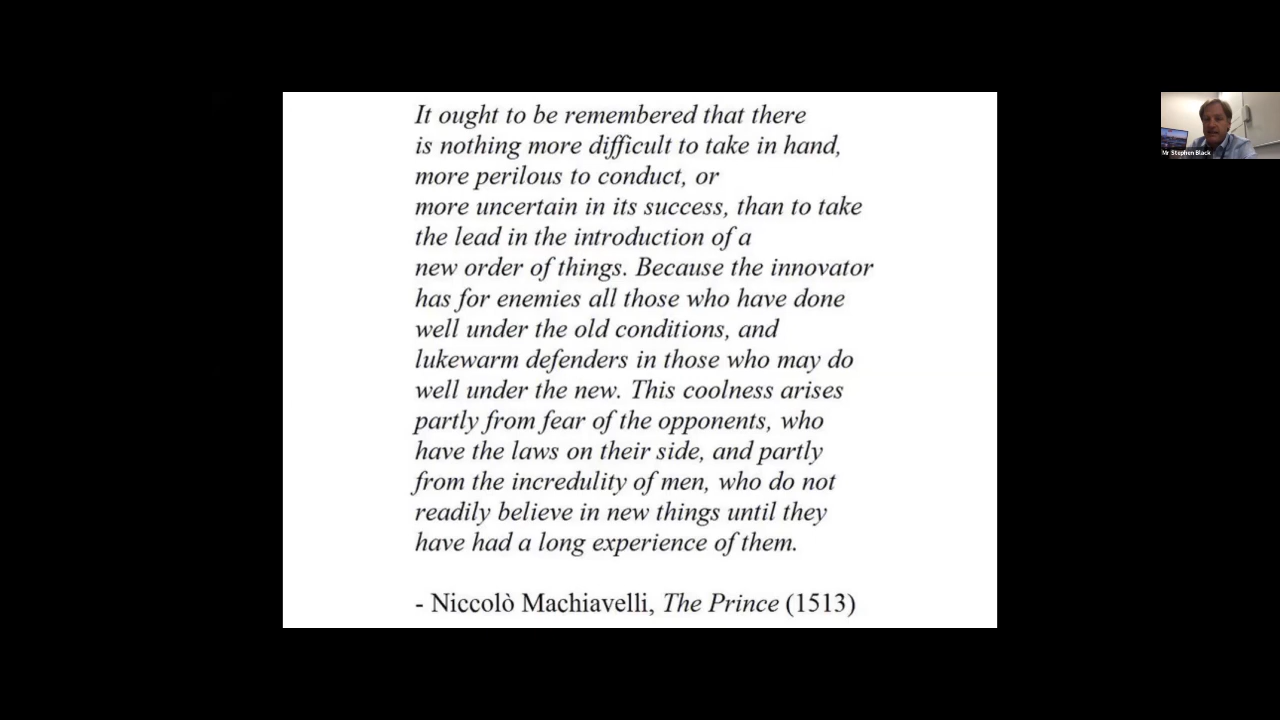 It ought to be remembered that there
is nothing more difficult to take in hand,
more perilous to conduct, or
more uncertain in its success, than to take
the lead in the introduction of a
new order of things. Because the innovator
has for enemies all those who have done
well under the old conditions, and
lukewarm defenders in those who may do
well under the new. This coolness arises
partly from fear of the opponents, who
have the laws on their side, and partly
from the incredulity of men, who do not
readily believe in new things until they
have had a long experience of them.
- Niccolò Machiavelli, The Prince (1513)
Mr Stephen Black